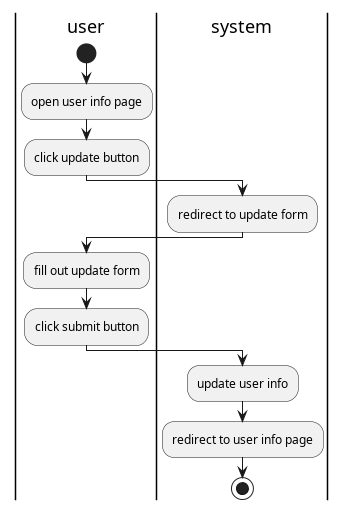 user
system
open user info page
click update button
redirect to update form
fill out update form
click submit button
update user info
redirect to user info page